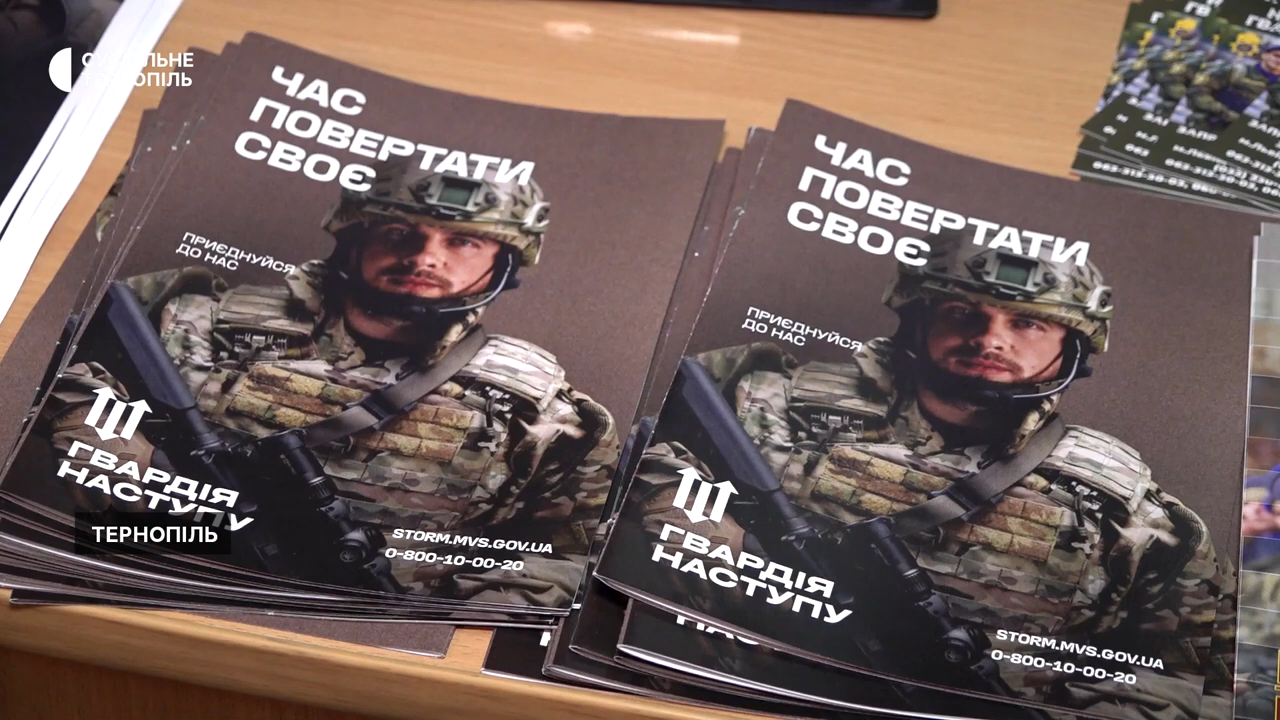 СУСПІЛЬНЕ
ТЕРНОПІЛЬ
ЧАС
ПОВЕРТАТИ
СВОЄ
ПРИЄДНУЙСЯ
ДО НАС
ГВАРДІЯ
НАСТУПУ
STORM.MVS.GOV.UA
0-800-10-00-20
ТЕРНОПІЛЬ
ЧАС
ПОВЕРТАТИ
СВОЄ
ПРИЄДНУЙСЯ
ДО НАС
ГВАРДІЯ
НАСТУПУ
STORM.MVS.GOV.UA
0-800-10-00-20